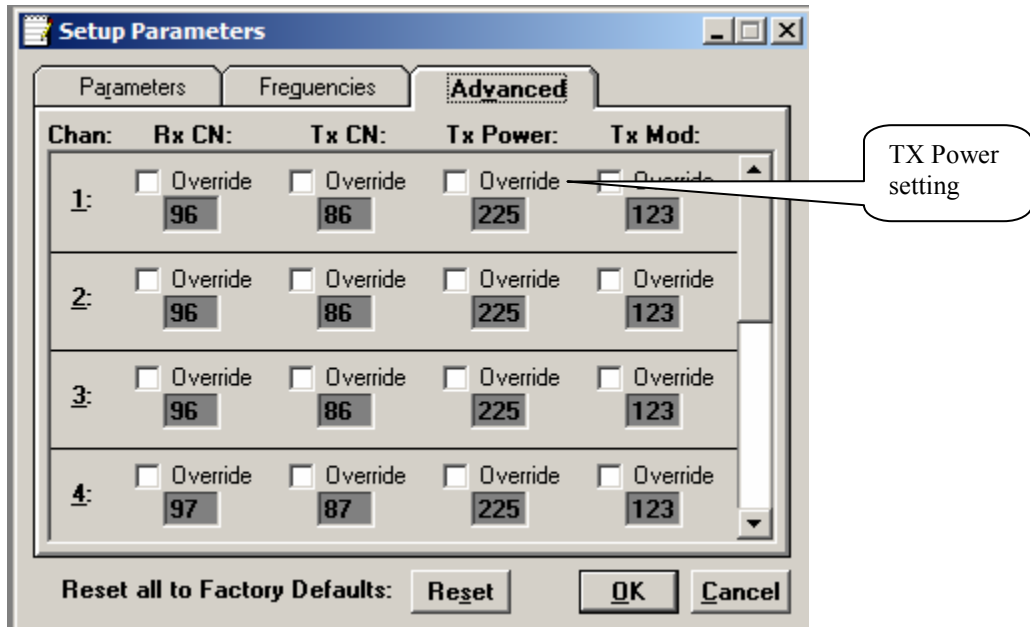 Setup Parameters
Parameters Frequencies Advanced
Chan: Rx CN: Tx CN: Tx Power: Tx Mod:
1: Override Override Override Override
96 86 225 123
2: Override Override Override Override
96 86 225 123
3: Override Override Override Override
96 86 225 123
4: Override Override Override Override
97 87 225 123
Reset all to Factory Defaults: Reset OK Cancel
TX Power
setting